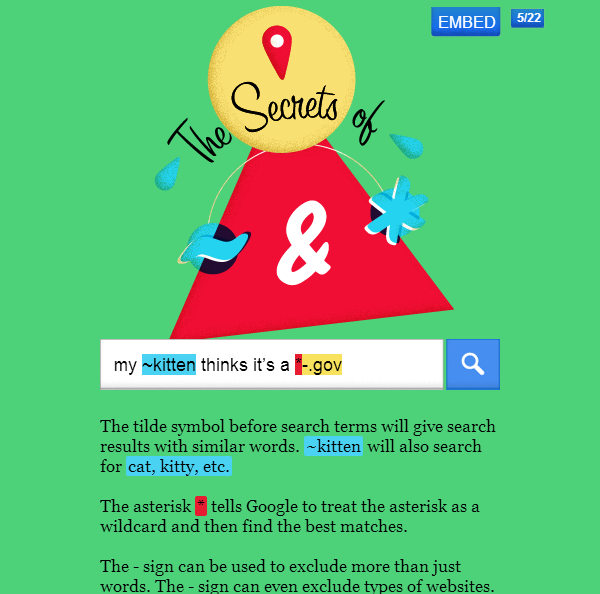 EMBED
5/22
The Secrets of
&
my ~kitten thinks it's a *-.gov
The tilde symbol before search terms will give search
results with similar words. ~kitten will also search
for cat, kitty, etc.
The asterisk * tells Google to treat the asterisk as a
wildcard and then find the best matches.
The - sign can be used to exclude more than just
words. The - sign can even exclude types of websites.